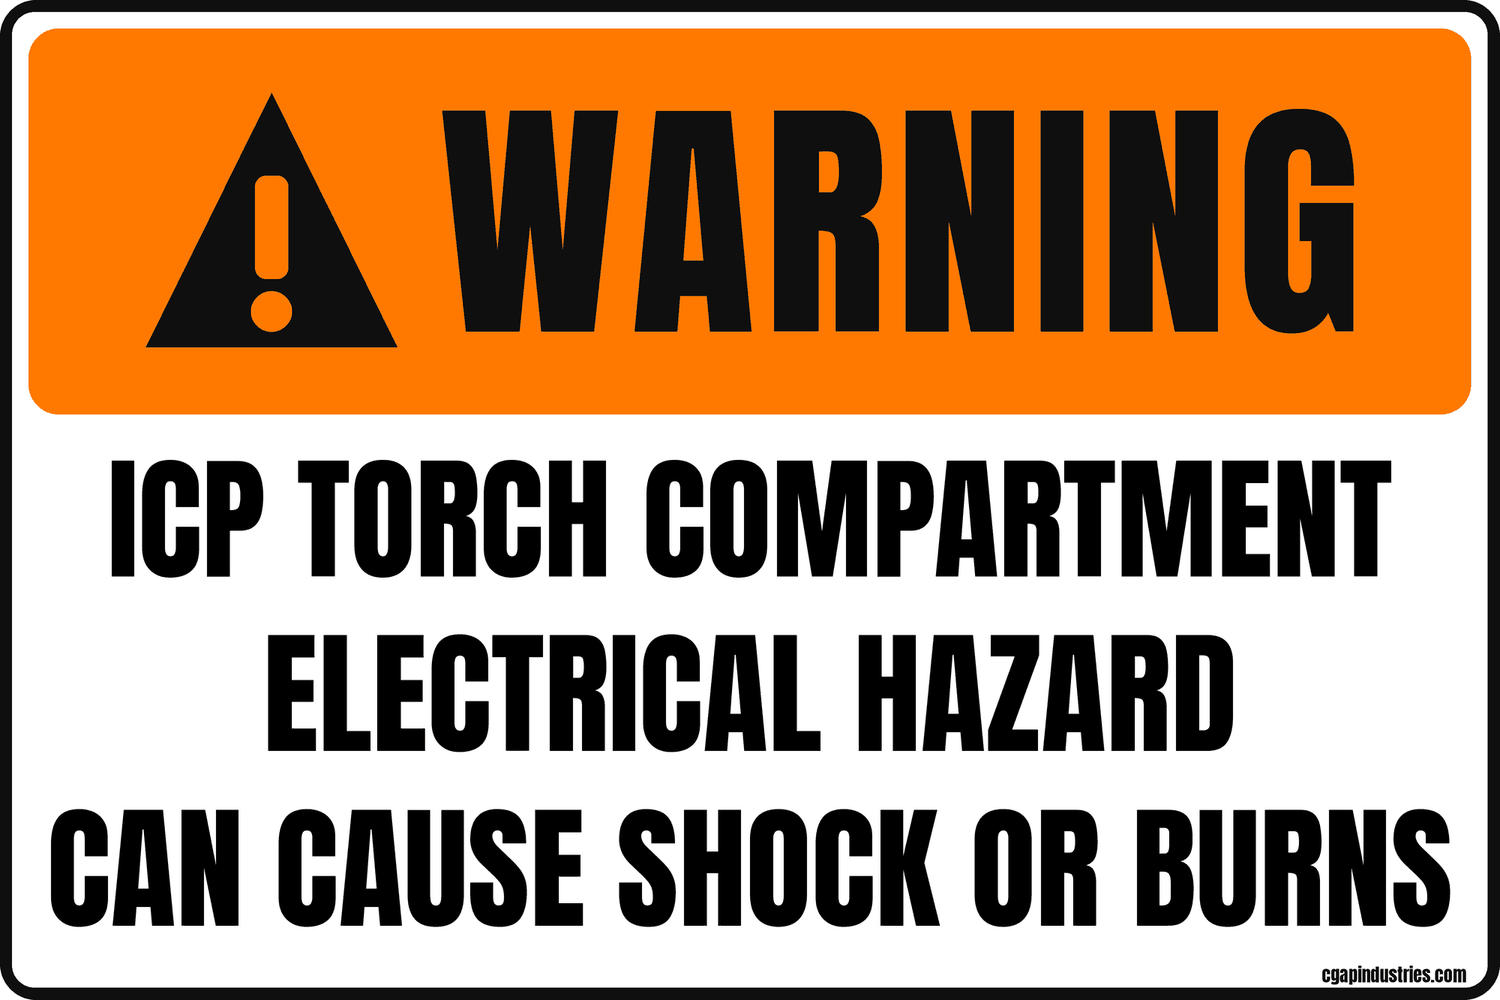 WARNING
ICP TORCH COMPARTMENT
ELECTRICAL HAZARD
CAN CAUSE SHOCK OR BURNS
cgapindustries.com